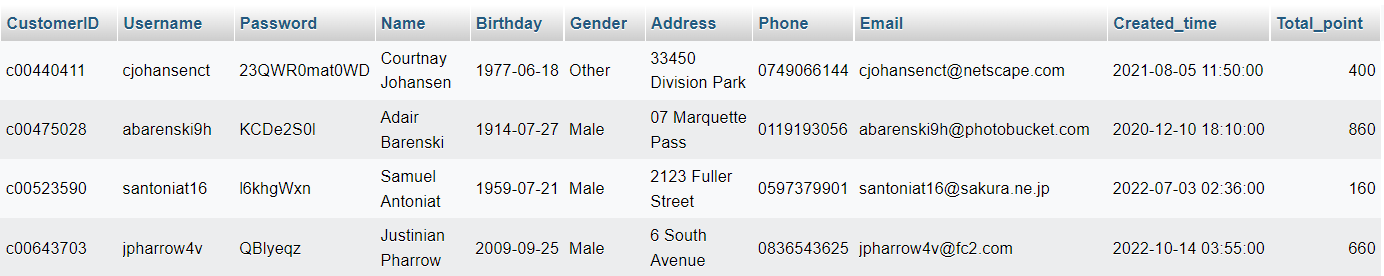 CustomerID Username Password Name Birthday Gender Address Phone Email Created_time Total_point
c00440411 cjohansenct 23QWR0mat0WD Courtnay Johansen 1977-06-18 Other 33450 Division Park 0749066144 cjohansenct@netscape.com 2021-08-05 11:50:00 400
c00475028 abarenski9h KCDe2S0l Adair Barenski 1914-07-27 Male 07 Marquette Pass 0119193056 abarenski9h@photobucket.com 2020-12-10 18:10:00 860
c00523590 santoniat16 l6khgWxn Samuel Antoniat 1959-07-21 Male 2123 Fuller Street 0597379901 santoniat16@sakura.ne.jp 2022-07-03 02:36:00 160
c00643703 jpharrow4v QBlyeqz Justinian Pharrow 2009-09-25 Male 6 South Avenue 0836543625 jpharrow4v@fc2.com 2022-10-14 03:55:00 660